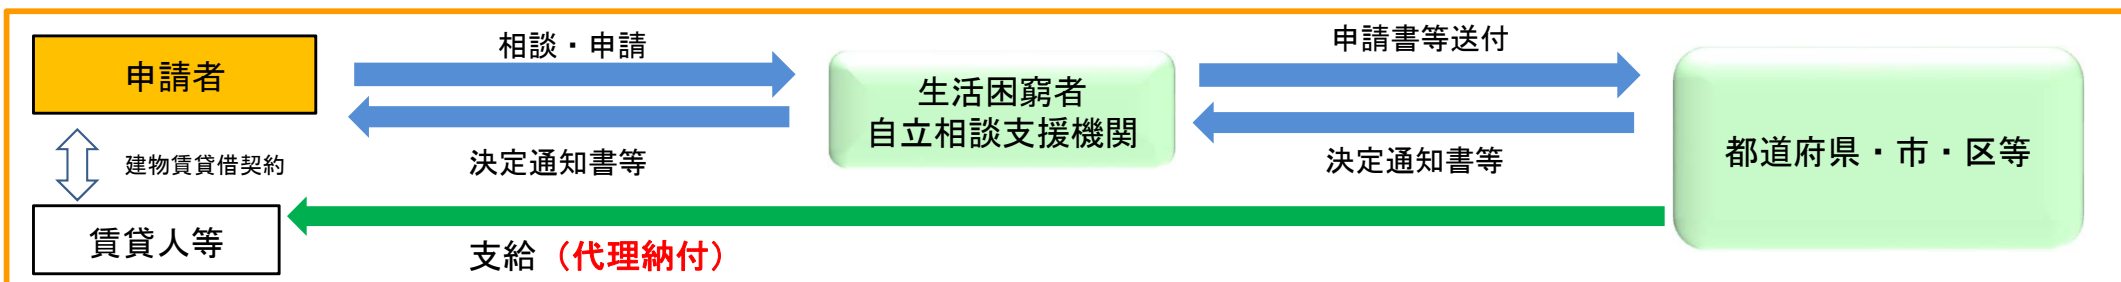 申請者
相談・申請
生活困窮者
自立相談支援機関
申請書等送付
都道府県・市・区等
建物賃貸借契約
決定通知書等
決定通知書等
賃貸人等
支給（代理納付）